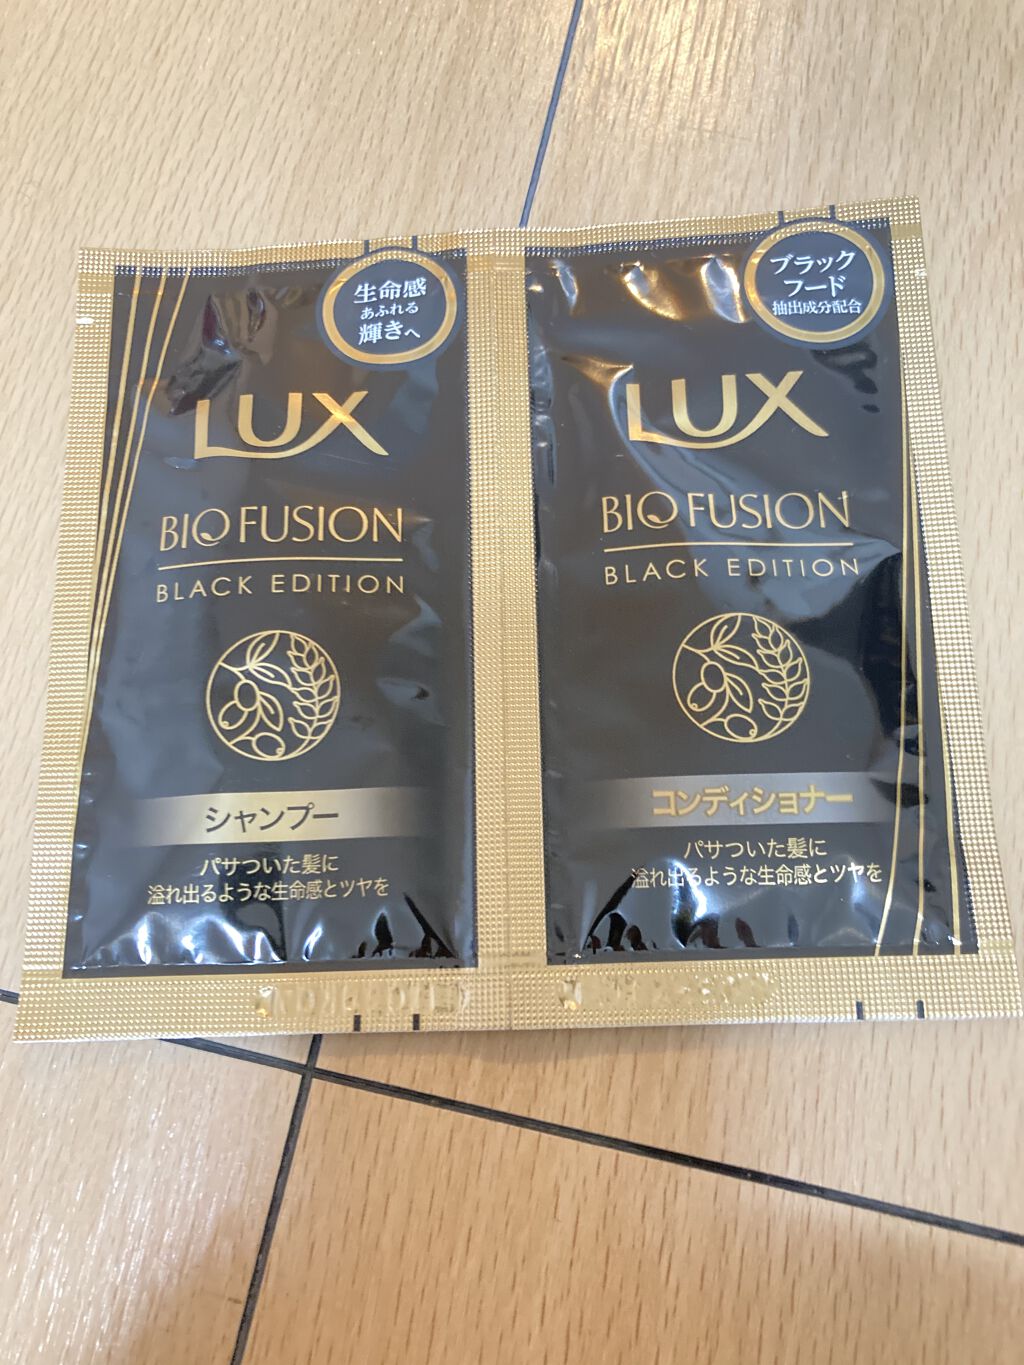 生命感
あふれる
輝きへ
LUX
BIO FUSION
BLACK EDITION
シャンプー
パサついた髪に
溢れ出るような生命感とツヤを
ブラック
フード
抽出成分配合
LUX
BIO FUSION
BLACK EDITION
コンディショナー
パサついた髪に
溢れ出るような生命感とツヤを